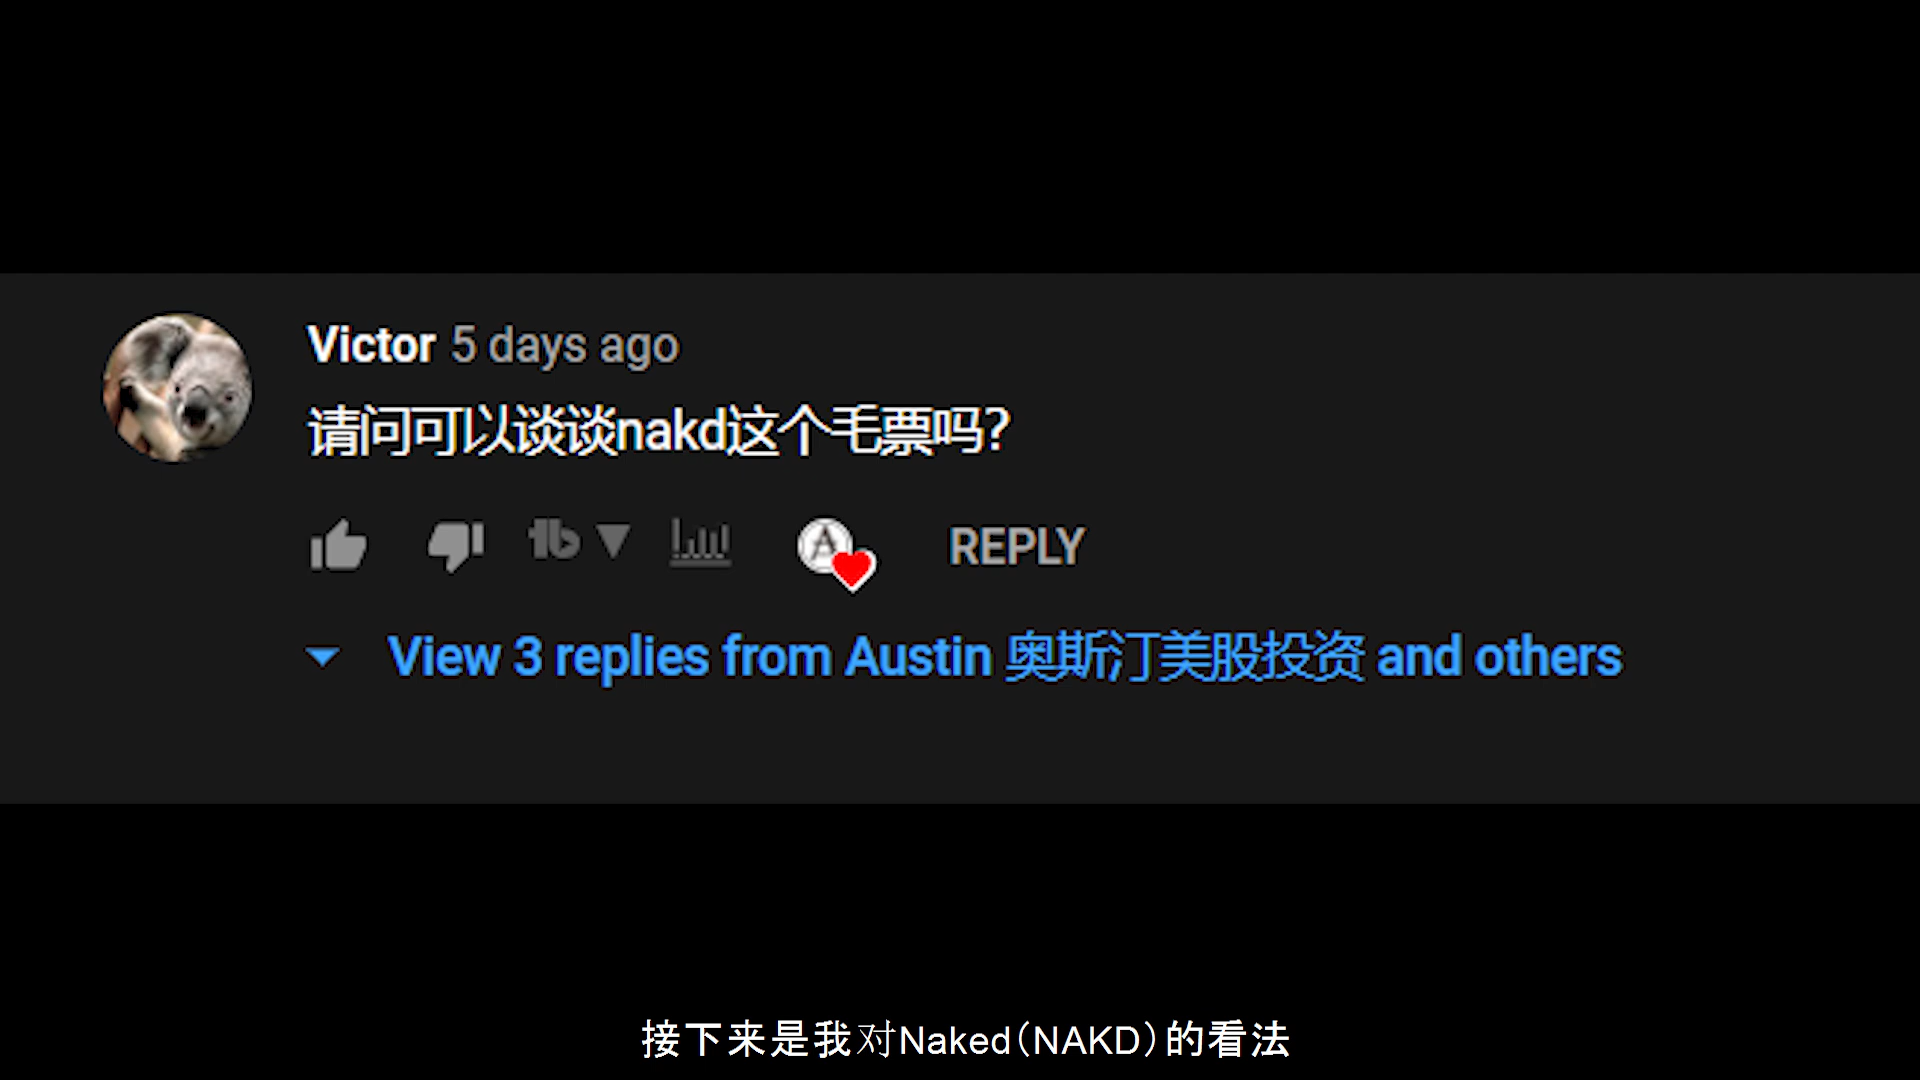 Victor 5 days ago
请问可以谈谈nakd这个毛票吗?
REPLY
View 3 replies from Austin 奥斯汀美股投资 and others
接下来是我对Naked(NAKD)的看法